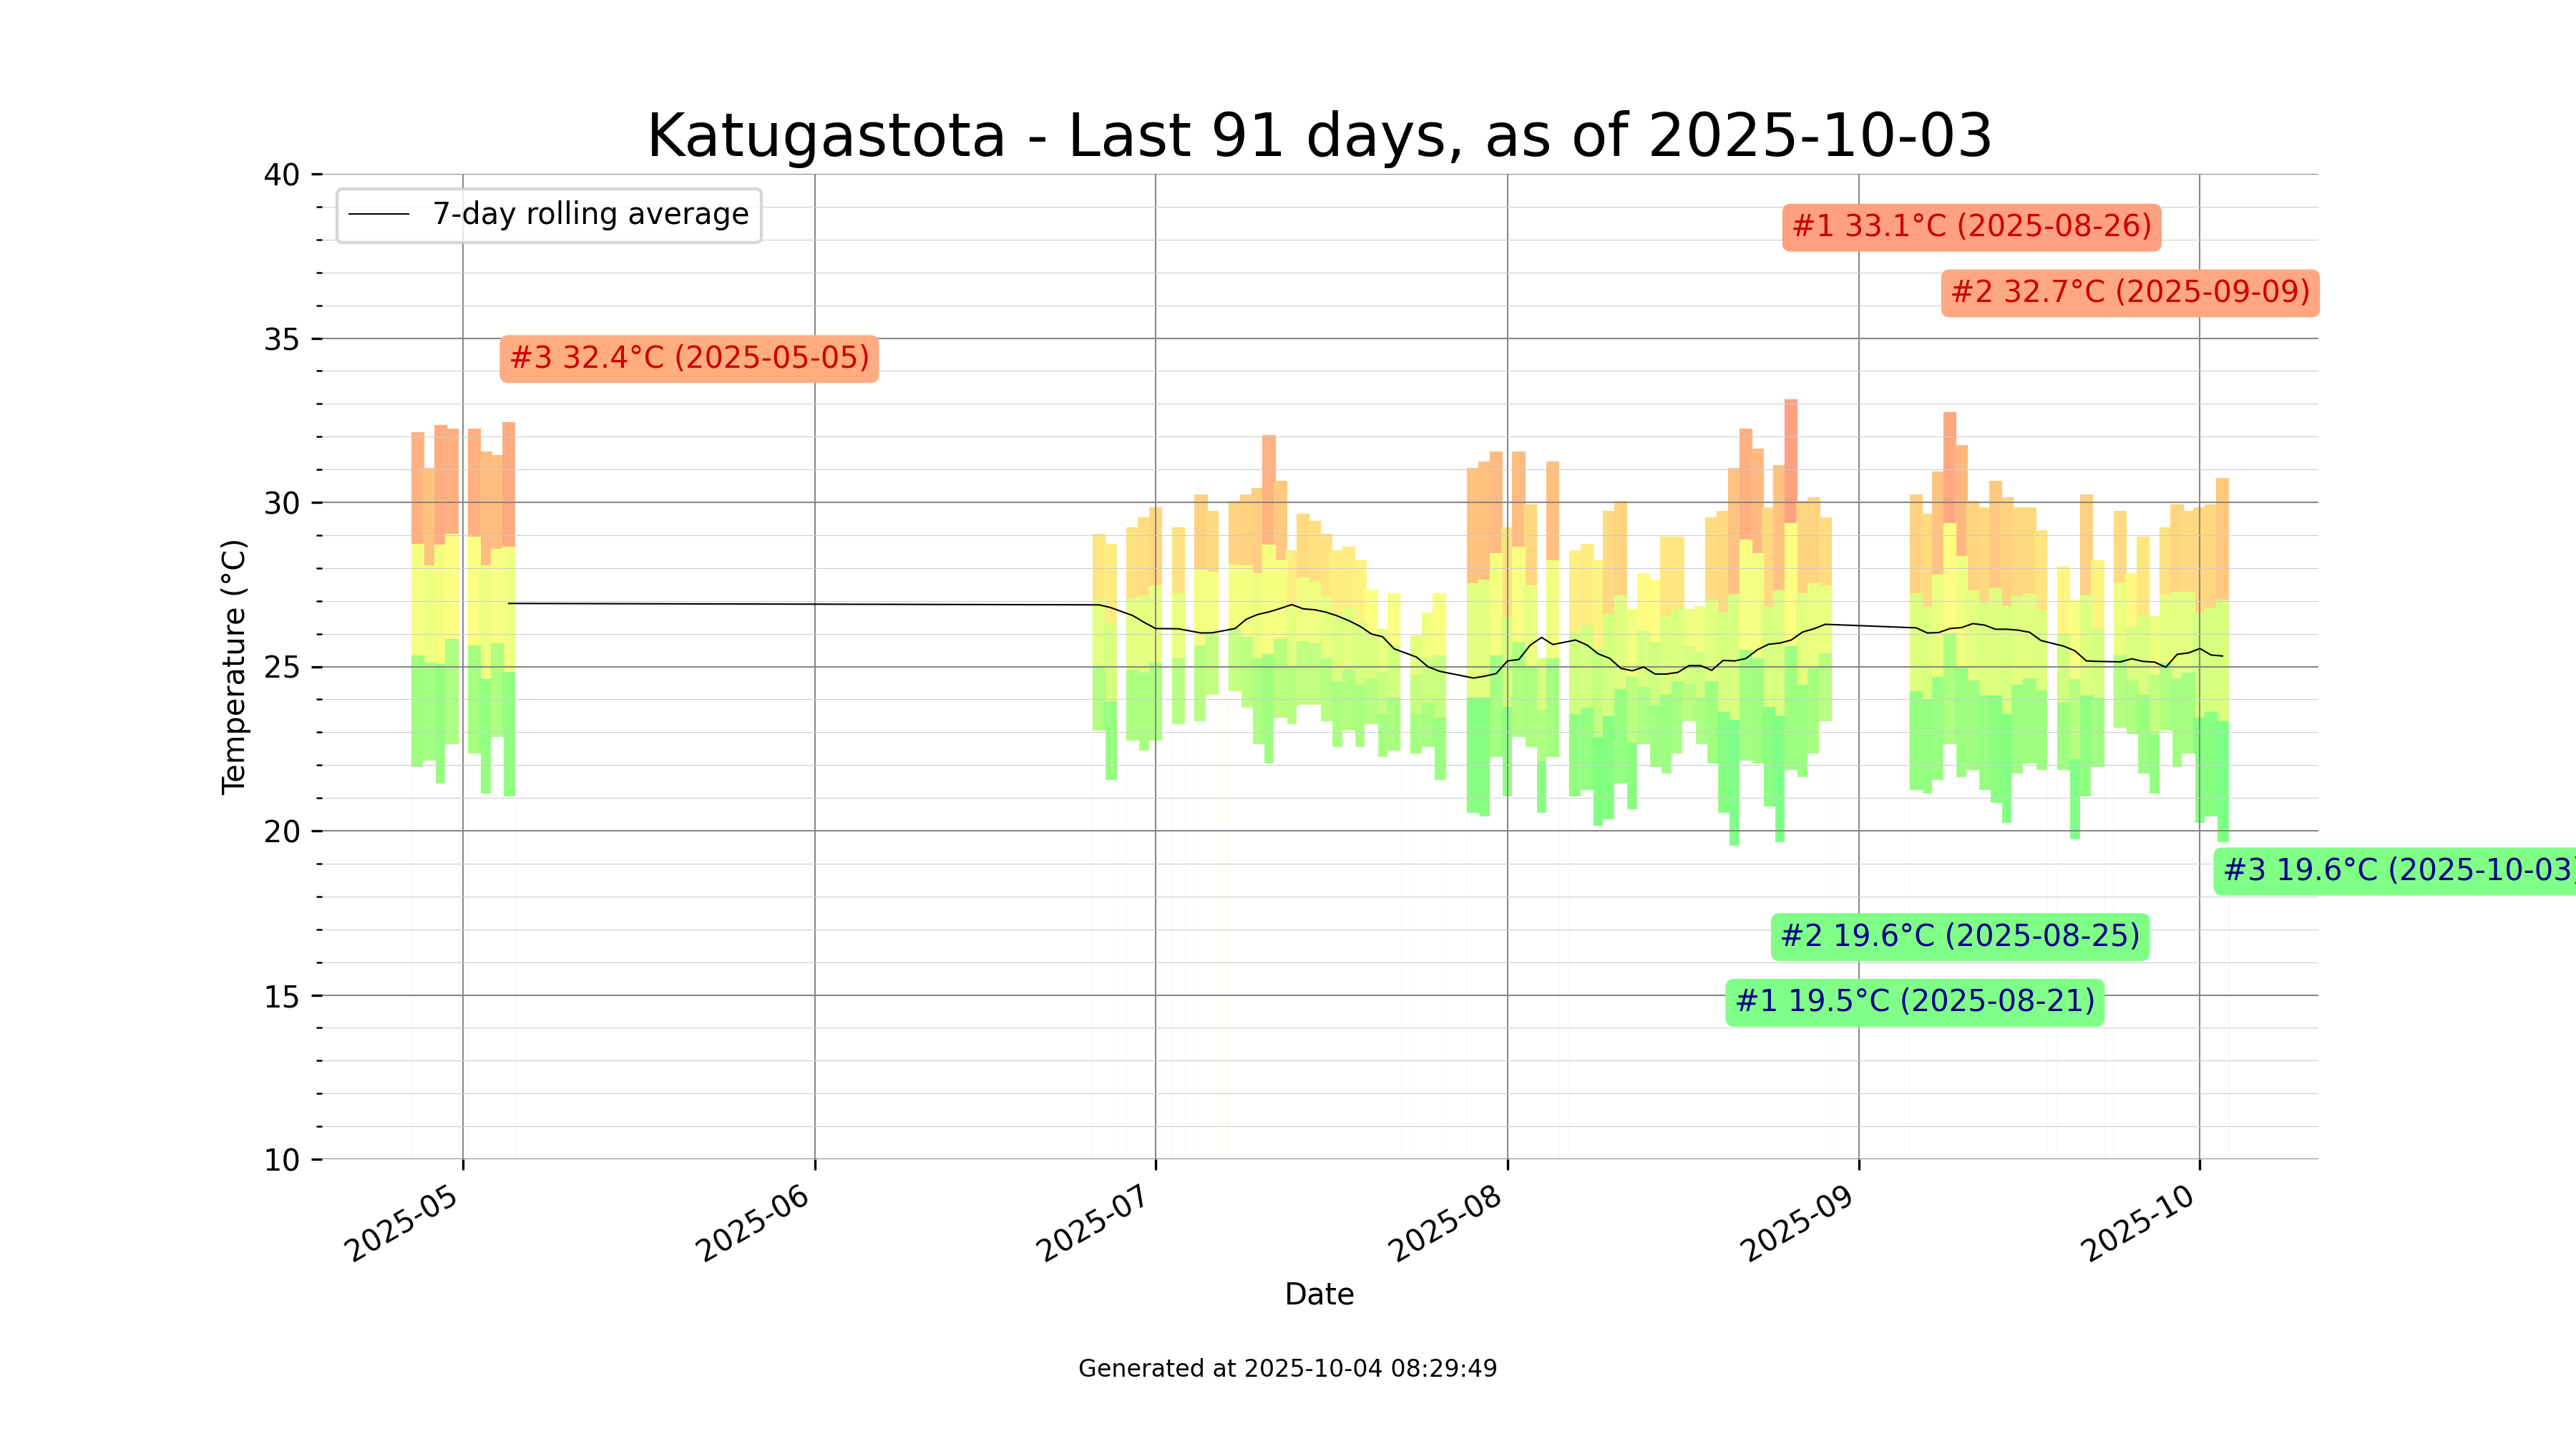 Katugastota - Last 91 days, as of 2025-10-03
7-day rolling average
#1 33.1°C (2025-08-26)
#2 32.7°C (2025-09-09)
#3 32.4°C (2025-05-05)
#3 19.6°C (2025-10-03)
#2 19.6°C (2025-08-25)
#1 19.5°C (2025-08-21)
40
35
30
25
20
15
10
Temperature (°C)
2025-05
2025-06
2025-07
2025-08
2025-09
2025-10
Date
Generated at 2025-10-04 08:29:49